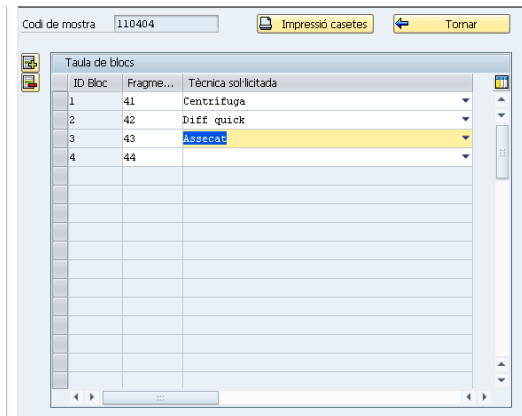 Codi de mostra 110404 Impressió casetes Tornar
Taula de blocs
ID Bloc Fragme... Tècnica sol·licitada
1 41 Centrífuga
2 42 Diff quick
3 43 Assecat
4 44